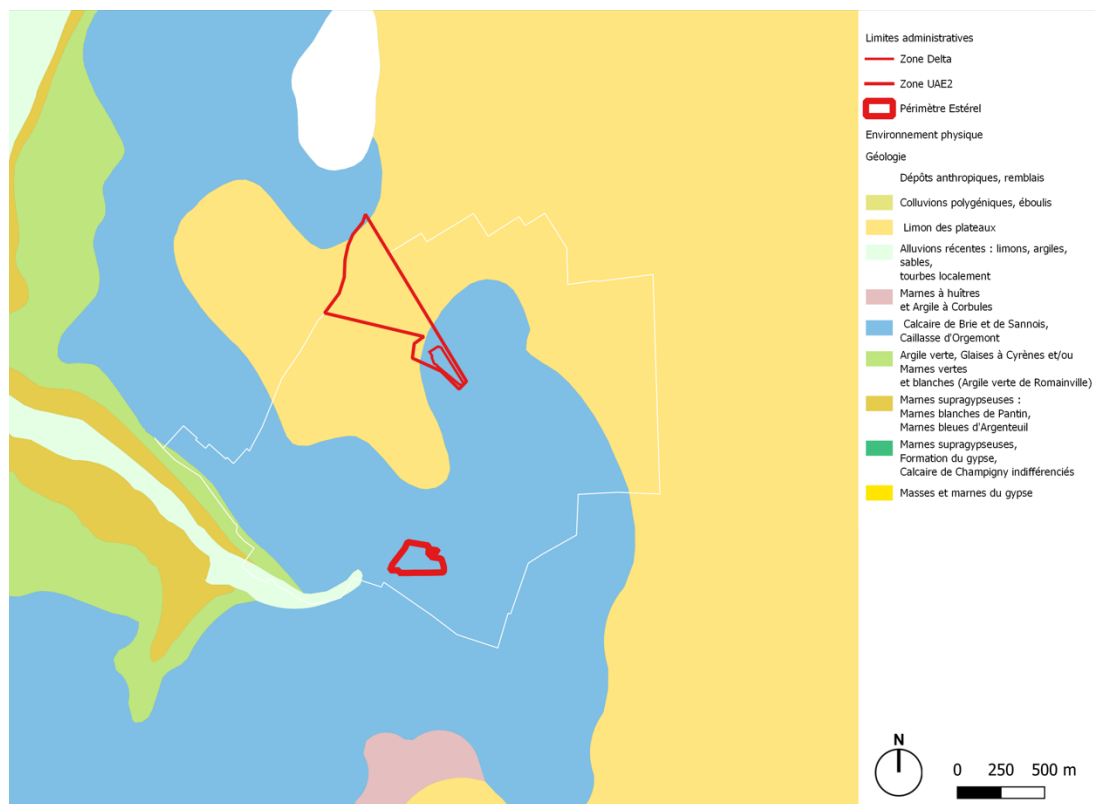 Limites administratives
Zone Delta
Zone UAE2
Périmètre Estérel
Environnement physique
Géologie
Dépôts anthropiques, remblais
Colluvions polygéniques, éboulis
Limon des plateaux
Alluvions récentes : limons, argiles,
sables,
tourbes localement
Marnes à huîtres
et Argile à Corbules
Calcaire de Brie et de Sannois,
Caillasse d'Orgemont
Argile verte, Glaises à Cyrènes et/ou
Marnes vertes
et blanches (Argile verte de Romainville)
Marnes supragypseuses :
Marnes blanches de Pantin,
Marnes bleues d'Argenteuil
Marnes supragypseuses,
Formation du gypse,
Calcaire de Champigny indifférenciés
Masses et marnes du gypse
N
0 250 500 m